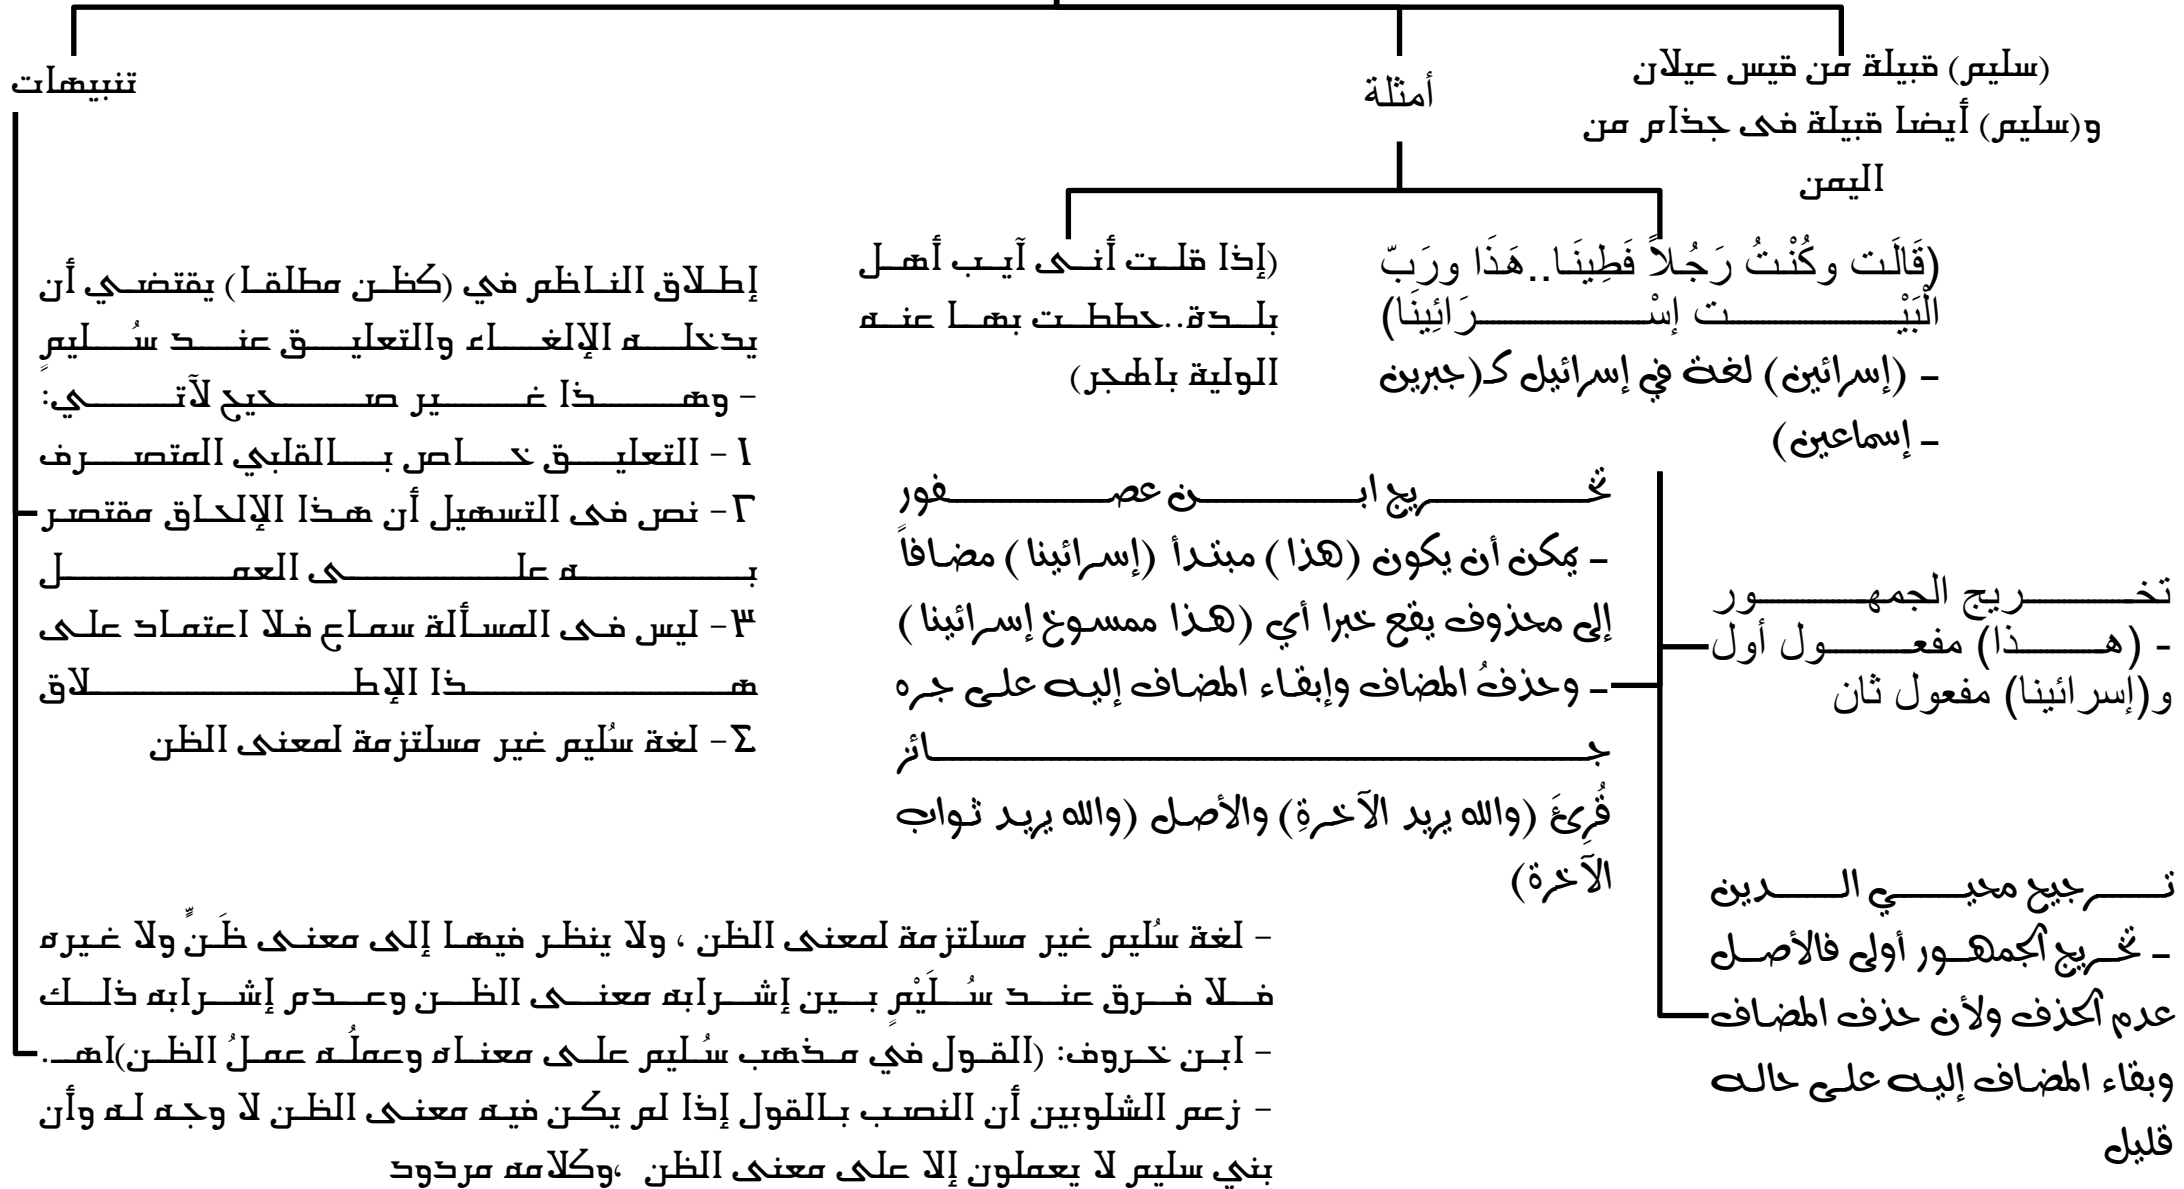 (سليم) قبيلة من قيس عيلان
و(سليم) أيضا قبيلة فى جذام من
اليمن
أمثلة
(قَالَت وكُنْتُ رَجُلاً فَطِينَا..هَذَا ورَبّ
الْبَيْت إسْرَائِينَا)
- (إسرائين) لغة في إسرائيل كـ(جبرين
- إسماعين)
تخريج الجمهور
- (هذا) مفعول أول
و(إسرائينا) مفعول ثان
تخريج ابن عصفور
- يمكن أن يكون (هذا) مبتدأ (إسرائينا) مضافاً
إلى محذوف يقع خبرا أي (هذا ممسوخ إسرائينا)
- وحذفُ المضاف وإبقاء المضاف إليه على جره
جائز
قُرِئَ (والله يريد الآخرةِ) والأصل (والله يريد ثواب
الآخرة)
ترجيح محيي الدين
- تخريج الجمهور أولى فالأصل
عدم الحذف ولأن حذف المضاف
وبقاء المضاف إليه على حاله
قليل
(إذا قلت أنى آيب أهل
بلدة..حططت بها عنه
الولية بالهجر)
تنبيهات
إطلاق الناظم في (كظن مطلقا) يقتضي أن
يدخله الإلغاء والتعليق عند سُليمٍ
- وهذا غير صحيح لآتي:
١- التعليق خاص بالقلبي المتصرف
٢- نص فى التسهيل أن هذا الإلحاق مقتصر
به على العمل
٣- ليس فى المسألة سماع فلا اعتماد على
هذا الإطلاق
٤- لغة سُليم غير مسلتزمة لمعنى الظن
- لغة سُليم غير مسلتزمة لمعنى الظن ، ولا ينظر فيها إلى معنى ظَنٍّ ولا غيره
فلا فرق عند سُلَيْمٍ بين إشرابه معنى الظن وعدم إشرابه ذلك
- ابن خروف: (القول في مذهب سُليم على معناه وعملُه عملُ الظن)اهـ.
- زعم الشلوبين أن النصب بالقول إذا لم يكن فيه معنى الظن لا وجه له وأن
بني سليم لا يعملون إلا على معنى الظن ،وكلامه مردود